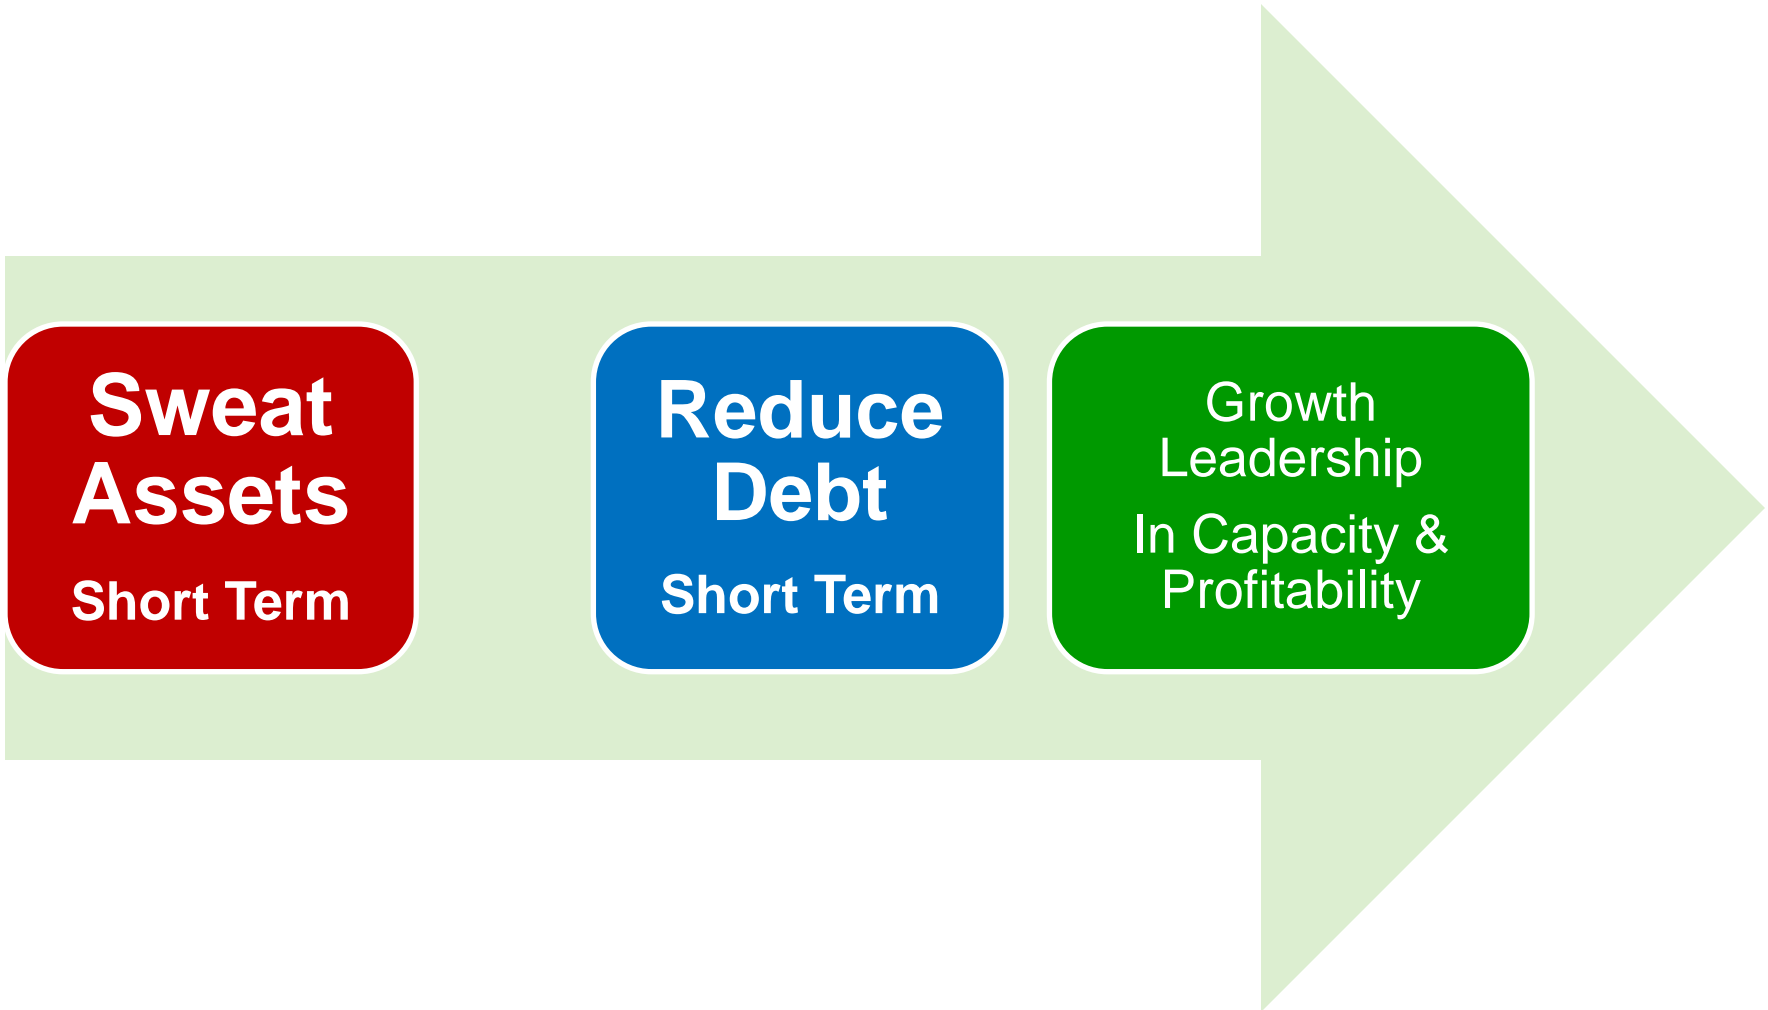 Sweat
Assets
Short Term
Reduce
Debt
Short Term
Growth
Leadership
In Capacity &
Profitability